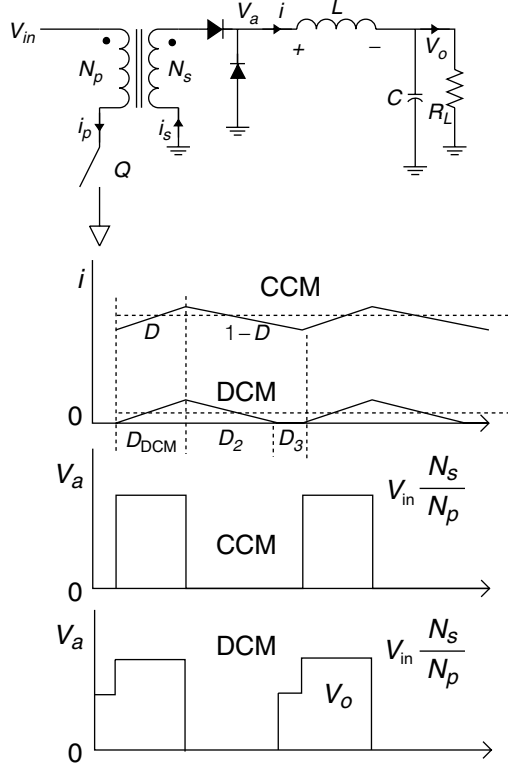 V_in
N_p
N_s
V_a
i
L
+
−
V_o
C
R_L
i_p
i_s
Q
i
CCM
D
1−D
DCM
0
D_DCM
D_2
D_3
V_a
V_in N_s/N_p
CCM
0
V_a
DCM
V_in N_s/N_p
V_o
0